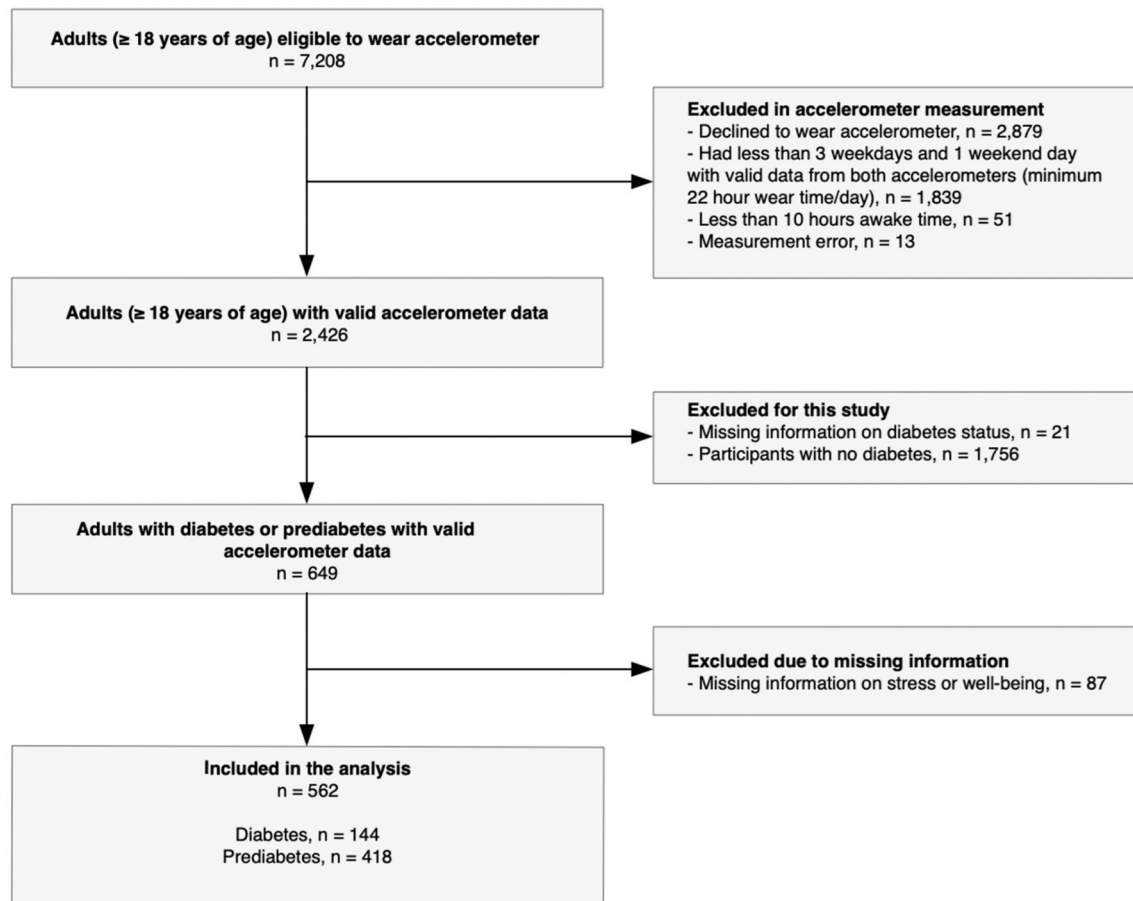 Adults (≥ 18 years of age) eligible to wear accelerometer
n = 7,208
Excluded in accelerometer measurement
- Declined to wear accelerometer, n = 2,879
- Had less than 3 weekdays and 1 weekend day
with valid data from both accelerometers (minimum
22 hour wear time/day), n = 1,839
- Less than 10 hours awake time, n = 51
- Measurement error, n = 13
Adults (≥ 18 years of age) with valid accelerometer data
n = 2,426
Excluded for this study
- Missing information on diabetes status, n = 21
- Participants with no diabetes, n = 1,756
Adults with diabetes or prediabetes with valid
accelerometer data
n = 649
Excluded due to missing information
- Missing information on stress or well-being, n = 87
Included in the analysis
n = 562
Diabetes, n = 144
Prediabetes, n = 418